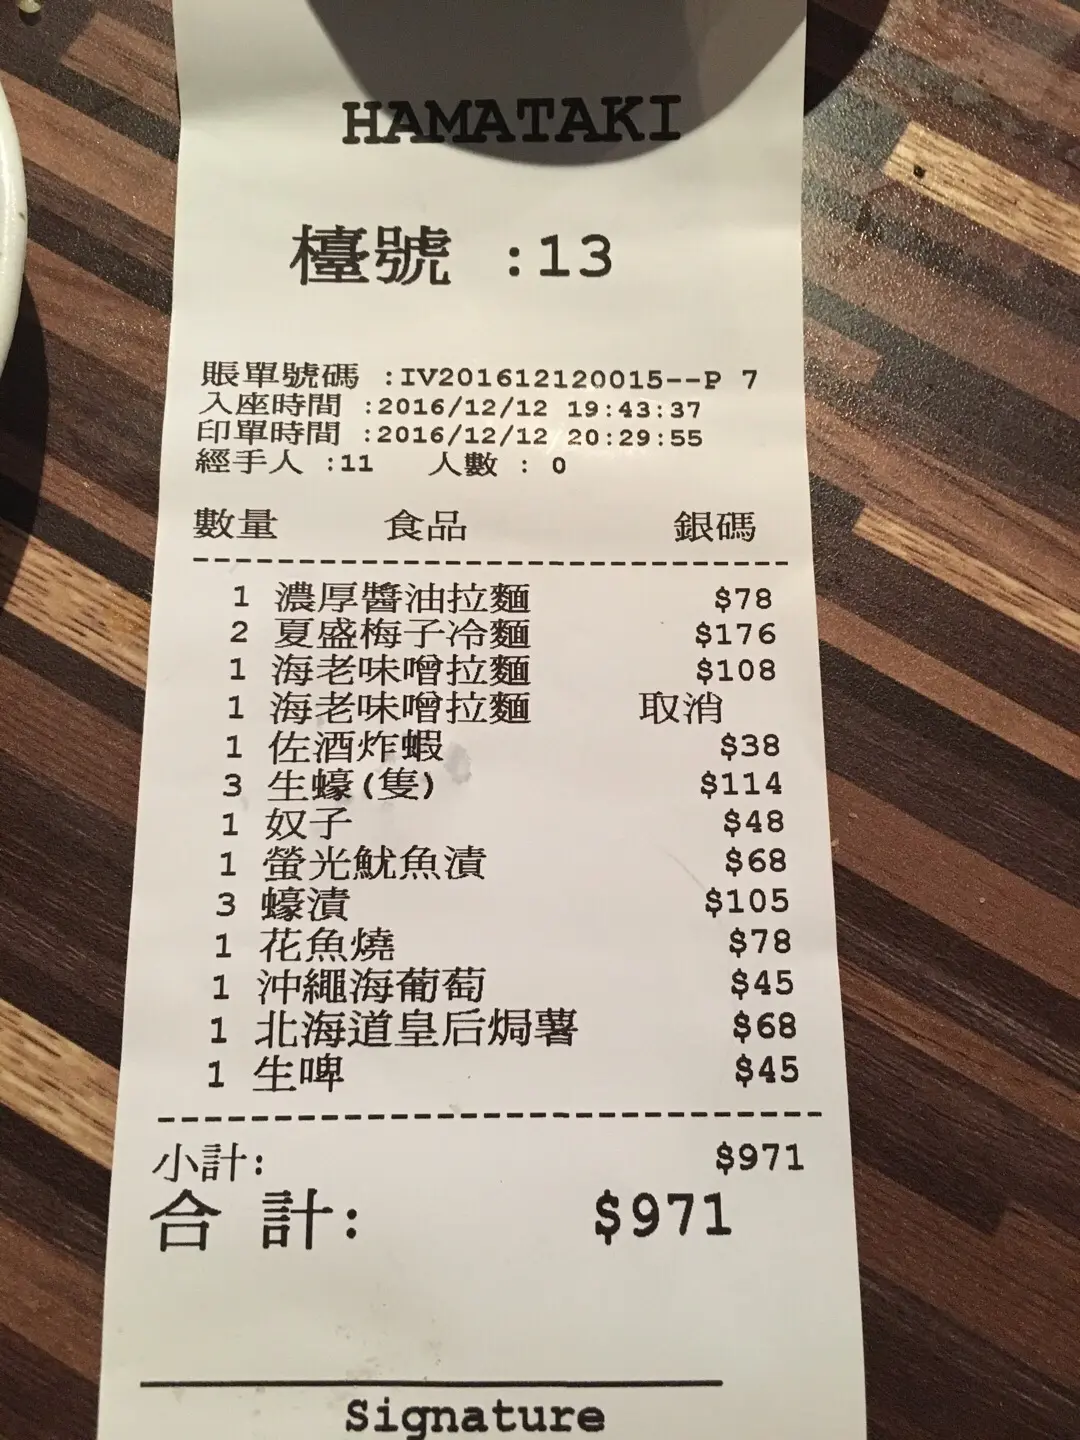 HAMATAKI
檯號 :13
賬單號碼 :IV201612120015--P 7
入座時間 :2016/12/12 19:43:37
印單時間 :2016/12/12 20:29:55
經手人 :11 人數 : 0
數量 食品 銀碼
1 濃厚醬油拉麵 $78
2 夏盛梅子冷麵 $176
1 海老味噌拉麵 $108
1 海老味噌拉麵 取消
1 佐酒炸蝦 $38
3 生蠔(隻) $114
1 奴子 $48
1 螢光魷魚漬 $68
3 蠔漬 $105
1 花魚燒 $78
1 沖繩海葡萄 $45
1 北海道皇后焗薯 $68
1 生啤 $45
小計: $971
合 計: $971
Signature